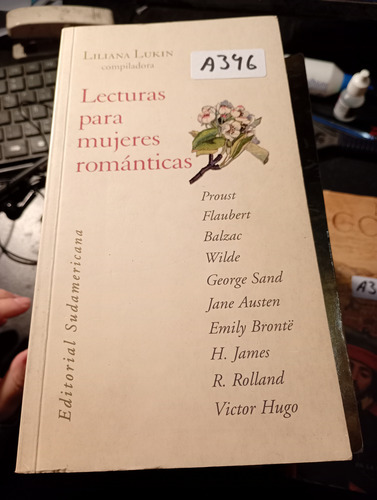 LILIANA LUKIN
compiladora
A396
Lecturas
para
mujeres
románticas
Proust
Flaubert
Balzac
Wilde
George Sand
Jane Austen
Emily Brontë
H. James
R. Rolland
Victor Hugo
Editorial Sudamericana